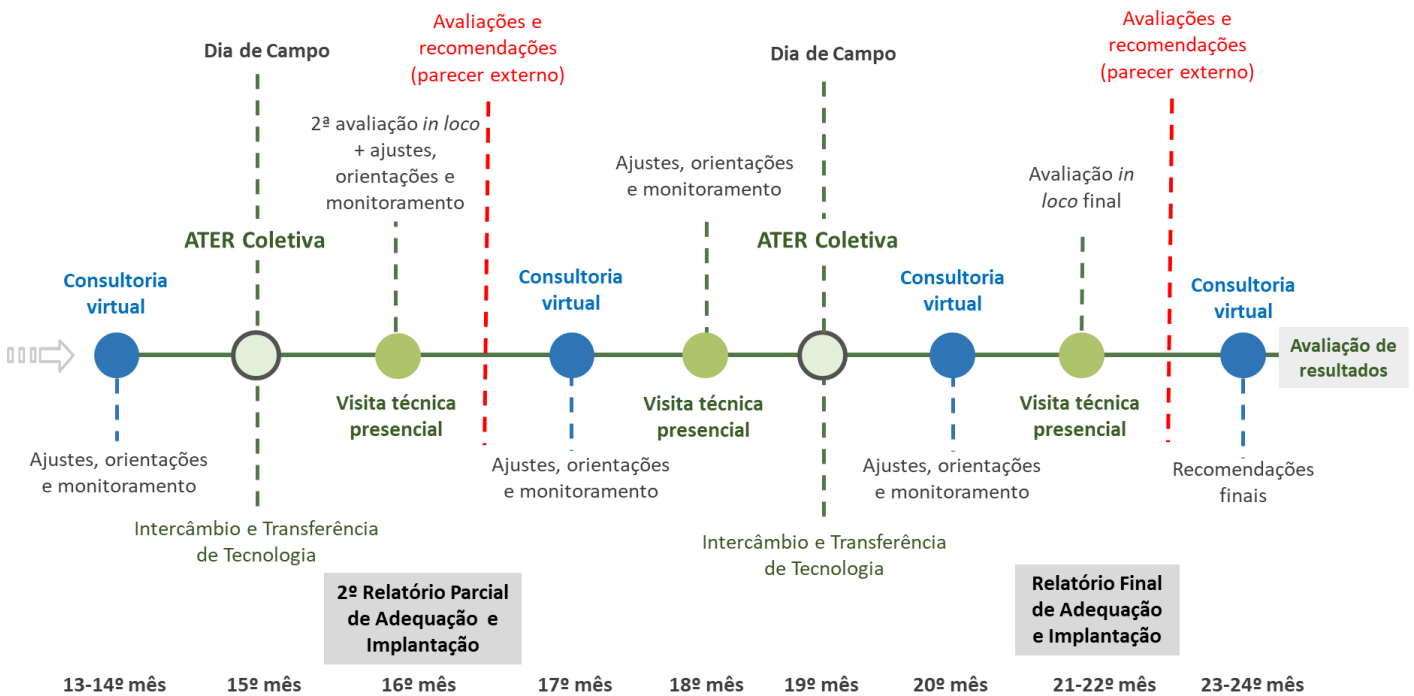 Avaliações e
recomendações
(parecer externo)
Avaliações e
recomendações
(parecer externo)
Dia de Campo
Dia de Campo
2ª avaliação in loco
+ ajustes,
orientações e
monitoramento
Ajustes, orientações
e monitoramento
Avaliação in
loco final
ATER Coletiva
ATER Coletiva
Consultoria
virtual
Consultoria
virtual
Consultoria
virtual
Consultoria
virtual
Avaliação de
resultados
Visita técnica
presencial
Visita técnica
presencial
Visita técnica
presencial
Ajustes, orientações
e monitoramento
Ajustes, orientações
e monitoramento
Ajustes, orientações
e monitoramento
Recomendações
finais
Intercâmbio e Transferência
de Tecnologia
Intercâmbio e Transferência
de Tecnologia
2º Relatório Parcial
de Adequação e
Implantação
Relatório Final
de Adequação
e Implantação
13-14º mês
15º mês
16º mês
17º mês
18º mês
19º mês
20º mês
21-22º mês
23-24º mês